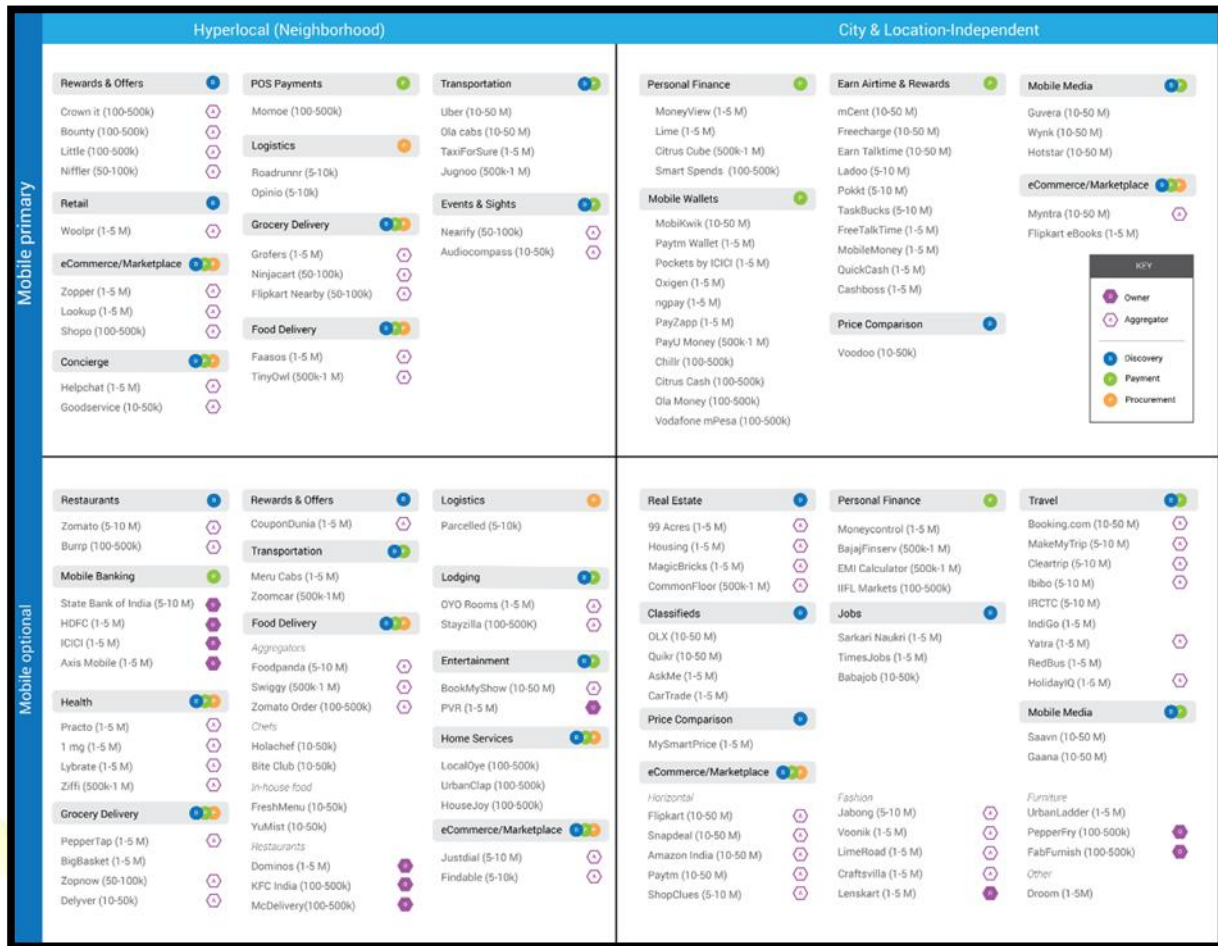 Hyperlocal (Neighborhood)
City & Location-Independent
Mobile primary
Rewards & Offers
Crown it (100-500k)
Bounty (100-500k)
Little (100-500k)
Niffler (50-100k)
Retail
Woolpr (1-5 M)
eCommerce/Marketplace
Zopper (1-5 M)
Lookup (1-5 M)
Shopo (100-500k)
Concierge
Helpchat (1-5 M)
Goodservice (10-50k)
POS Payments
Momoe (100-500k)
Logistics
Roadrunnr (5-10k)
Opinio (5-10k)
Grocery Delivery
Grofers (1-5 M)
Ninjacart (50-100k)
Flipkart Nearby (50-100k)
Food Delivery
Faasos (1-5 M)
TinyOwl (500k-1 M)
Transportation
Uber (10-50 M)
Ola cabs (10-50 M)
TaxiForSure (1-5 M)
Jugnoo (500k-1 M)
Events & Sights
Nearify (50-100k)
Audiocompass (10-50k)
Personal Finance
MoneyView (1-5 M)
Lime (1-5 M)
Citrus Cube (500k-1 M)
Smart Spends (100-500k)
Mobile Wallets
MobiKwik (10-50 M)
Paytm Wallet (1-5 M)
Pockets by ICICI (1-5 M)
Oxigen (1-5 M)
ngpay (1-5 M)
PayZapp (1-5 M)
PayU Money (500k-1 M)
Chillr (100-500k)
Citrus Cash (100-500k)
Ola Money (100-500k)
Vodafone mPesa (100-500k)
Earn Airtime & Rewards
mCent (10-50 M)
Freecharge (10-50 M)
Earn Talktime (10-50 M)
Ladoo (5-10 M)
Pokkt (5-10 M)
TaskBucks (5-10 M)
FreeTalkTime (1-5 M)
MobileMoney (1-5 M)
QuickCash (1-5 M)
Cashboss (1-5 M)
Price Comparison
Voodoo (10-50k)
Mobile Media
Guvera (10-50 M)
Wynk (10-50 M)
Hotstar (10-50 M)
eCommerce/Marketplace
Myntra (10-50 M)
Flipkart eBooks (1-5 M)
KEY
Owner
Aggregator
Discovery
Payment
Procurement
Mobile optional
Restaurants
Zomato (5-10 M)
Burrp (100-500k)
Mobile Banking
State Bank of India (5-10 M)
HDFC (1-5 M)
ICICI (1-5 M)
Axis Mobile (1-5 M)
Health
Practo (1-5 M)
1 mg (1-5 M)
Lybrate (1-5 M)
Ziffi (500k-1 M)
Grocery Delivery
PepperTap (1-5 M)
BigBasket (1-5 M)
Zopnow (50-100k)
Delyver (10-50k)
Rewards & Offers
CouponDunia (1-5 M)
Transportation
Meru Cabs (1-5 M)
Zoomcar (500k-1M)
Food Delivery
Aggregators
Foodpanda (5-10 M)
Swiggy (500k-1 M)
Zomato Order (100-500k)
Chefs
Holachef (10-50k)
Bite Club (10-50k)
In-house food
FreshMenu (10-50k)
YuMist (10-50k)
Restaurants
Dominos (1-5 M)
KFC India (100-500k)
McDelivery(100-500k)
Logistics
Parcelled (5-10k)
Lodging
OYO Rooms (1-5 M)
Stayzilla (100-500K)
Entertainment
BookMyShow (10-50 M)
PVR (1-5 M)
Home Services
LocalOye (100-500k)
UrbanClap (100-500k)
HouseJoy (100-500k)
eCommerce/Marketplace
Justdial (5-10 M)
Findable (5-10k)
Real Estate
99 Acres (1-5 M)
Housing (1-5 M)
MagicBricks (1-5 M)
CommonFloor (500k-1 M)
Classifieds
OLX (10-50 M)
Quikr (10-50 M)
AskMe (1-5 M)
CarTrade (1-5 M)
Price Comparison
MySmartPrice (1-5 M)
eCommerce/Marketplace
Horizontal
Flipkart (10-50 M)
Snapdeal (10-50 M)
Amazon India (10-50 M)
Paytm (10-50 M)
ShopClues (5-10 M)
Personal Finance
Moneycontrol (1-5 M)
BajajFinserv (500k-1 M)
EMI Calculator (500k-1 M)
IIFL Markets (100-500k)
Jobs
Sarkari Naukri (1-5 M)
TimesJobs (1-5 M)
Babajob (10-50k)
Fashion
Jabong (5-10 M)
Voonik (1-5 M)
LimeRoad (1-5 M)
Craftsvilla (1-5 M)
Lenskart (1-5 M)
Travel
Booking.com (10-50 M)
MakeMyTrip (5-10 M)
Cleartrip (5-10 M)
Ibibo (5-10 M)
IRCTC (5-10 M)
IndiGo (1-5 M)
Yatra (1-5 M)
RedBus (1-5 M)
HolidayIQ (1-5 M)
Mobile Media
Saavn (10-50 M)
Gaana (10-50 M)
Furniture
UrbanLadder (1-5 M)
PepperFry (100-500k)
FabFurnish (100-500k)
Other
Droom (1-5M)